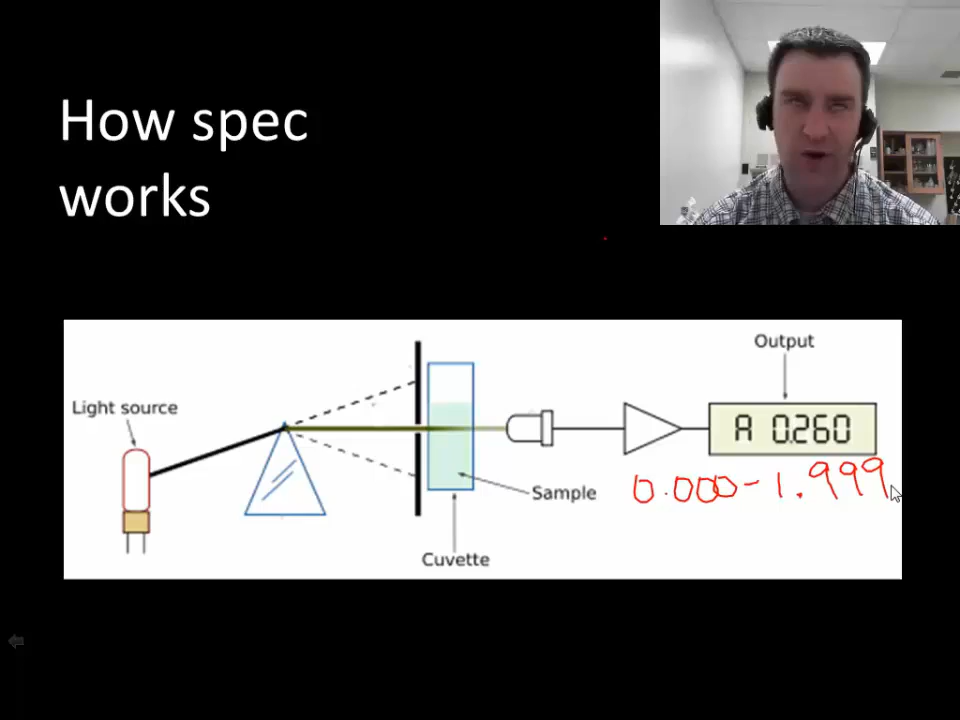 How spec
works
Output
Light source
A 0.260
Sample
0.000 - 1.999
Cuvette